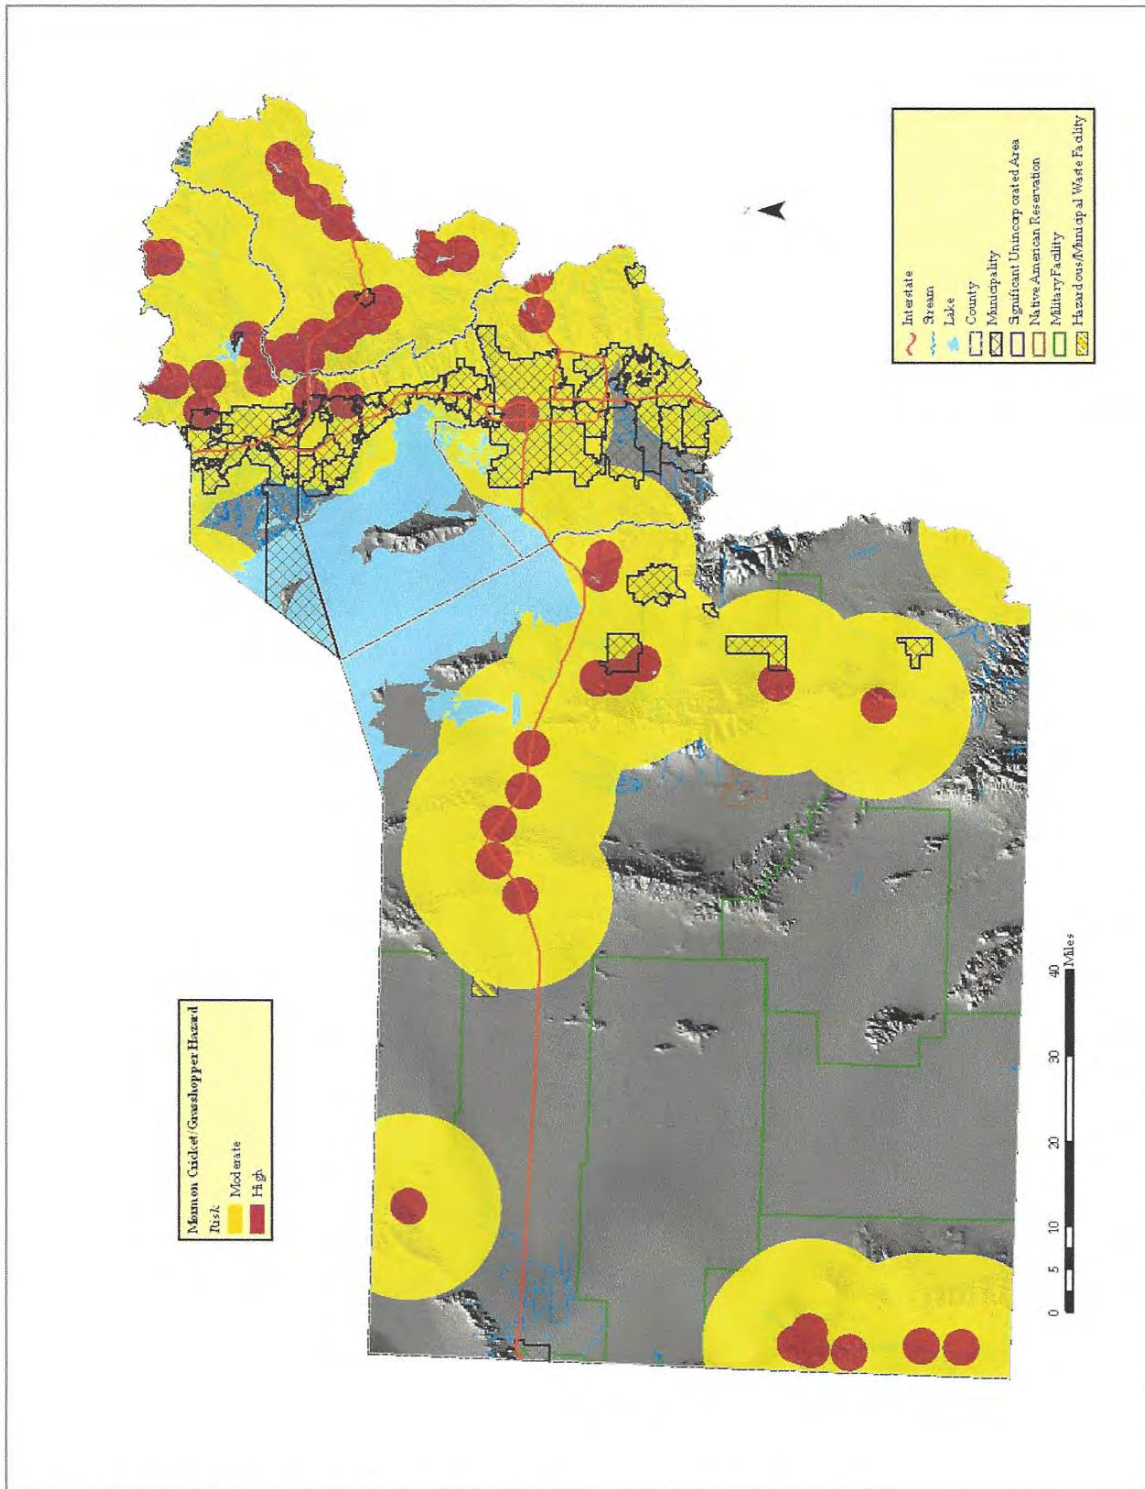 Mormon Cricket/Grasshopper Hazard
Risk
Moderate
High
Interstate
Stream
Lake
County
Municipality
Significant Unincorporated Area
Native American Reservation
Military Facility
Hazardous/Municipal Waste Facility
N
0 5 10 20 30 40
Miles